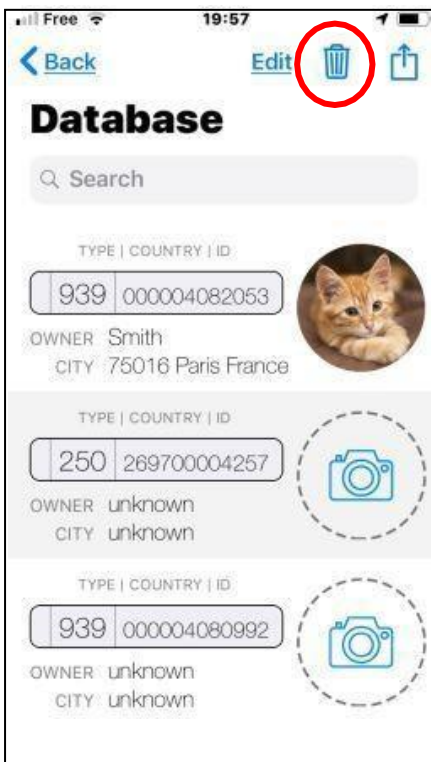 Free 19:57
Back Edit
Database
Search
TYPE | COUNTRY | ID
939 000004082053
OWNER Smith
CITY 75016 Paris France
TYPE | COUNTRY | ID
250 269700004257
OWNER unknown
CITY unknown
TYPE | COUNTRY | ID
939 000004080992
OWNER unknown
CITY unknown